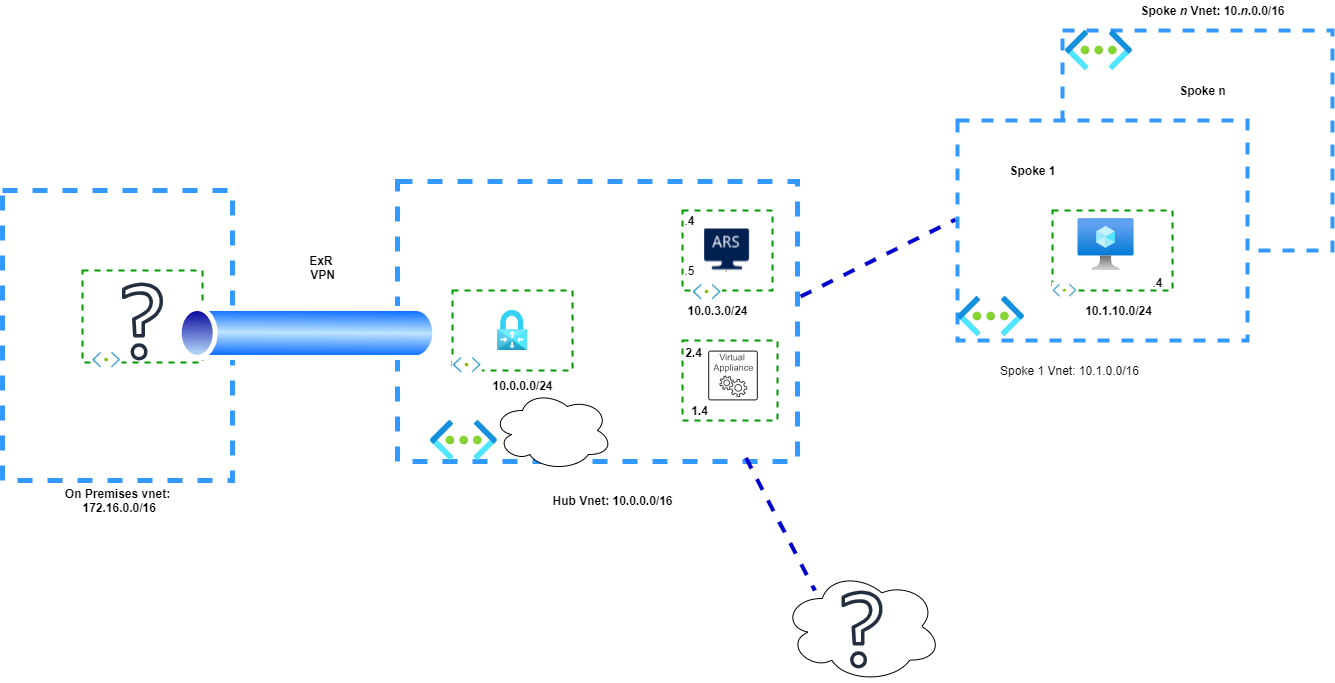 Spoke n Vnet: 10.n.0.0/16
Spoke n
Spoke 1
.4
10.1.10.0/24
Spoke 1 Vnet: 10.1.0.0/16
ExR
VPN
.4
ARS
.5
10.0.3.0/24
2.4
Virtual
Appliance
1.4
10.0.0.0/24
Hub Vnet: 10.0.0.0/16
?
On Premises vnet:
172.16.0.0/16
?